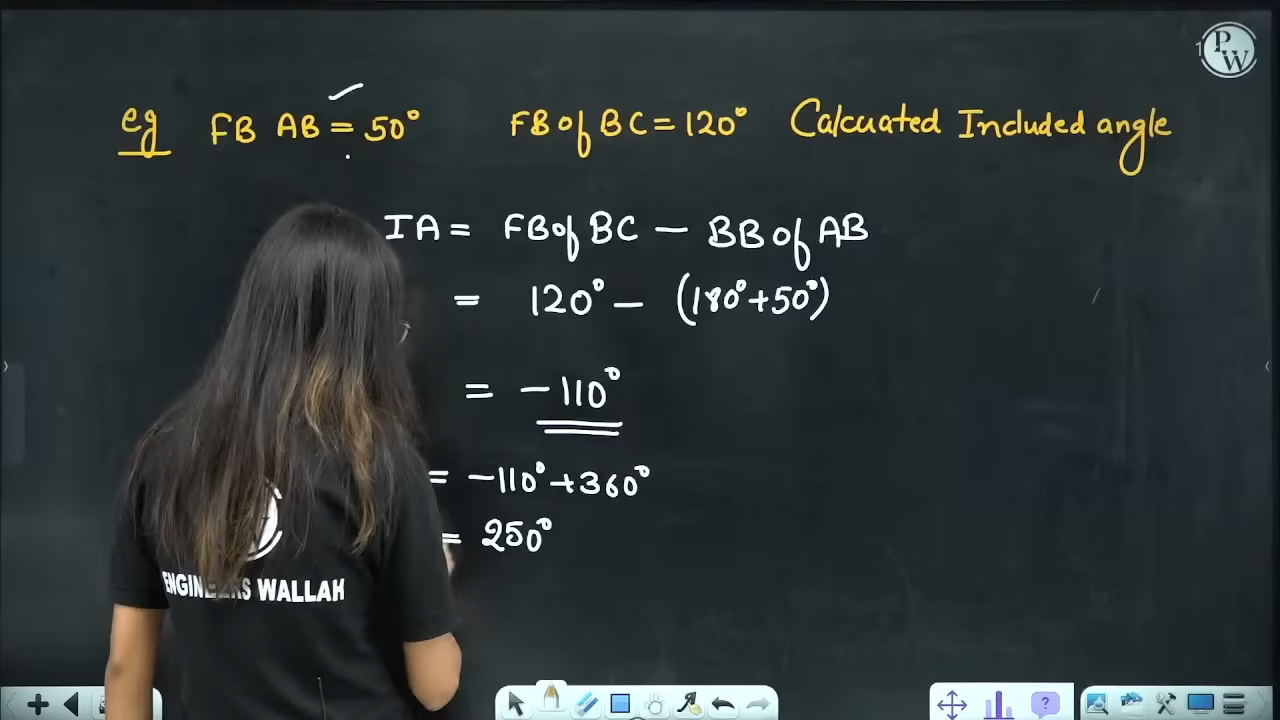 PW
eg FB AB = 50° FB of BC = 120° Calcuated Included angle
IA = FB of BC − BB of AB
= 120° − (180° + 50°)
= −110°
= −110° + 360°
= 250°
ENGINEERS WALLAH